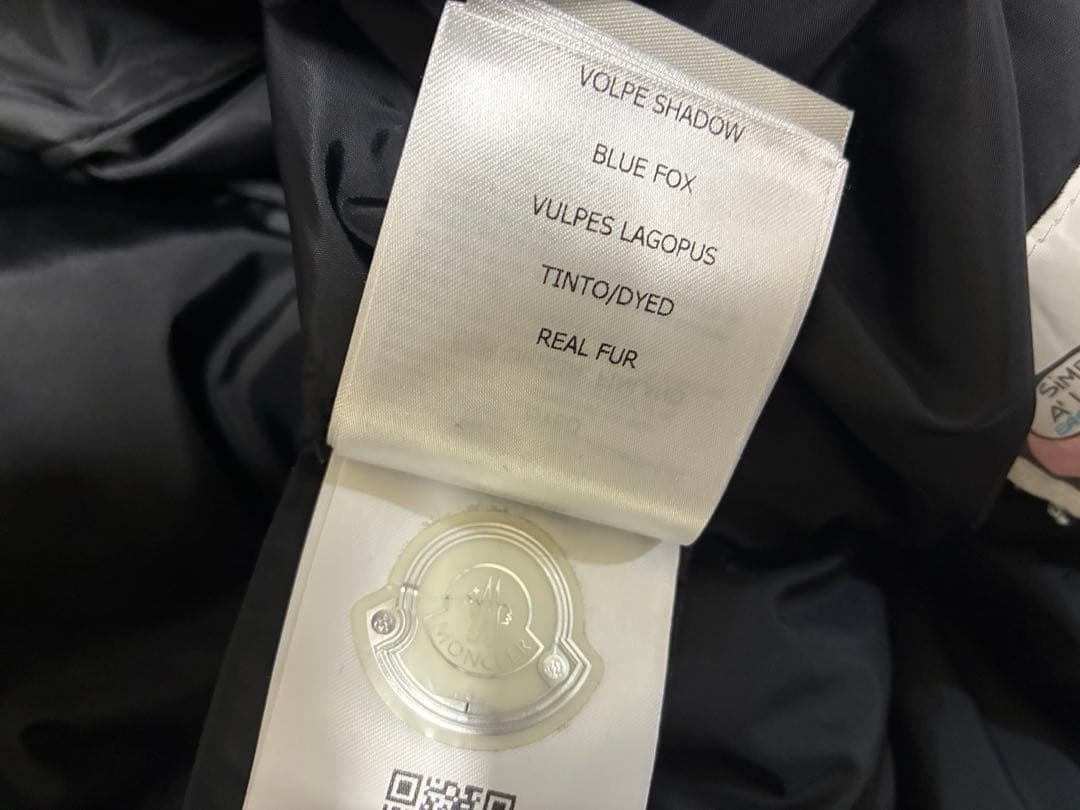 VOLPE SHADOW
BLUE FOX
VULPES LAGOPUS
TINTO/DYED
REAL FUR
MONCLER